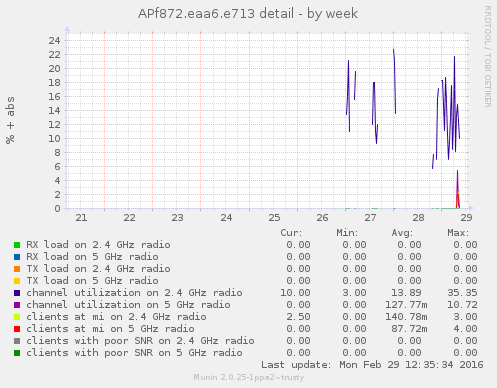 APf872.eaa6.e713 detail - by week
RRDTOOL / TOBI OETIKER
% + abs
24
22
20
18
16
14
12
10
8
6
4
2
0
21 22 23 24 25 26 27 28 29
Cur: Min: Avg: Max:
RX load on 2.4 GHz radio 0.00 0.00 0.00 0.00
RX load on 5 GHz radio 0.00 0.00 0.00 0.00
TX load on 2.4 GHz radio 0.00 0.00 0.00 0.00
TX load on 5 GHz radio 0.00 0.00 0.00 0.00
channel utilization on 2.4 GHz radio 10.00 3.00 13.89 35.35
channel utilization on 5 GHz radio 0.00 0.00 127.77m 10.72
clients at mi on 2.4 GHz radio 2.50 0.00 140.78m 3.00
clients at mi on 5 GHz radio 0.00 0.00 87.72m 4.00
clients with poor SNR on 2.4 GHz radio 0.00 0.00 0.00 0.00
clients with poor SNR on 5 GHz radio 0.00 0.00 0.00 0.00
Last update: Mon Feb 29 12:35:34 2016
Munin 2.0.25-1ppa2~trusty